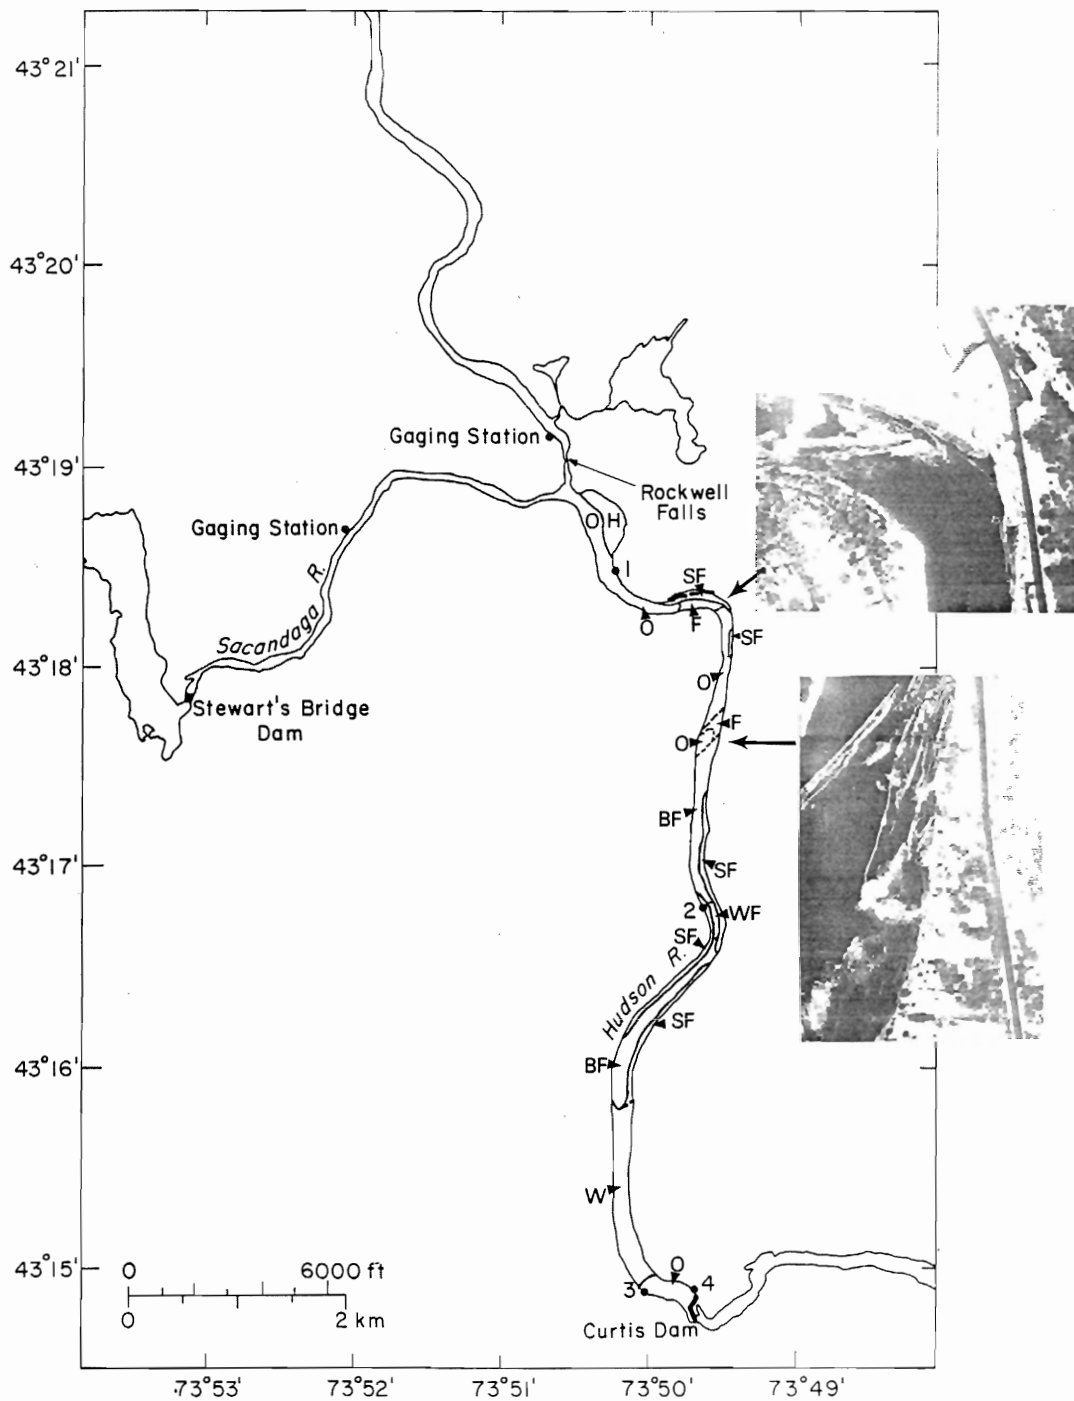 43°21'
43°20'
Gaging Station
43°19'
Rockwell
Falls
Gaging Station
O H
1
SF
O
F
SF
Sacandaga R.
43°18'
O
Stewart's Bridge
Dam
F
O
BF
43°17'
SF
2
WF
SF
Hudson R.
SF
43°16'
BF
W
43°15'
O
3
4
0 6000 ft
0 2 km
Curtis Dam
73°53' 73°52' 73°51' 73°50' 73°49'